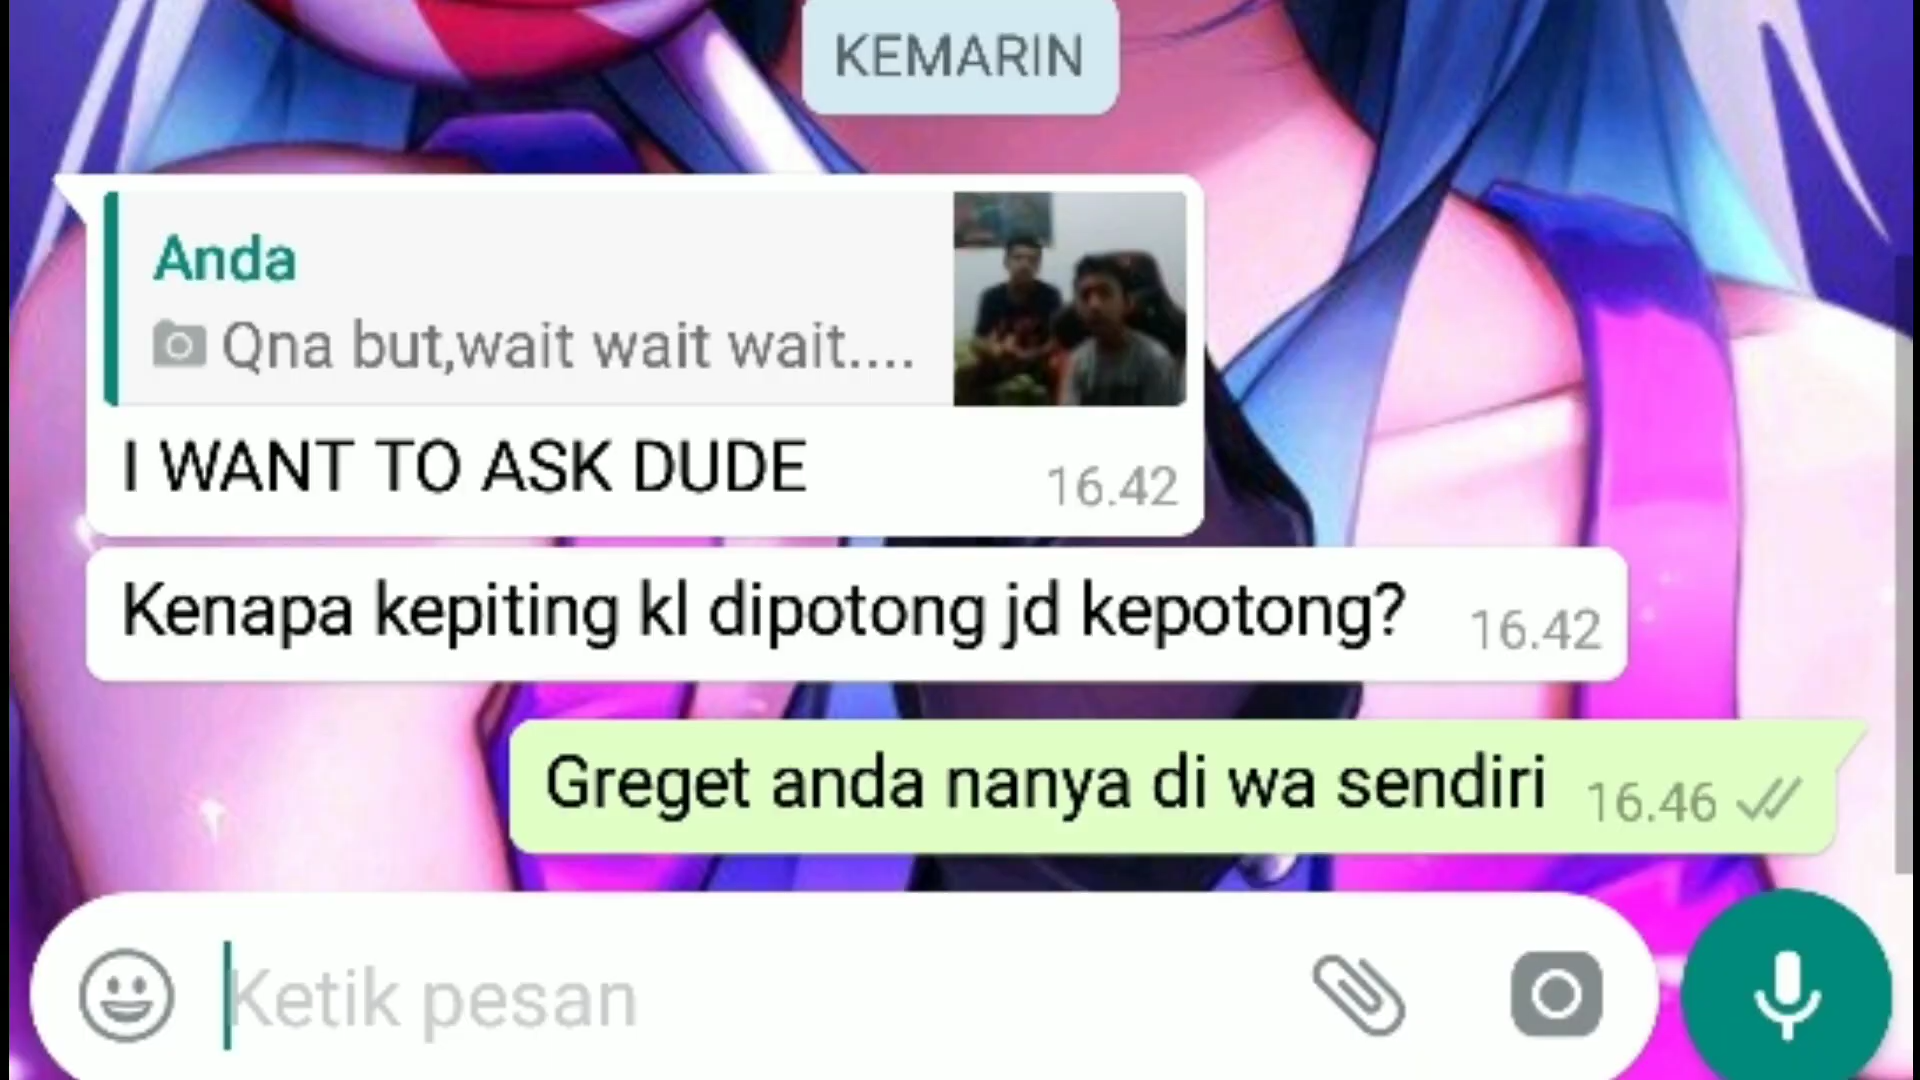 KEMARIN
Anda
Qna but,wait wait wait....
I WANT TO ASK DUDE
16.42
Kenapa kepiting kl dipotong jd kepotong?
16.42
Greget anda nanya di wa sendiri
16.46
Ketik pesan